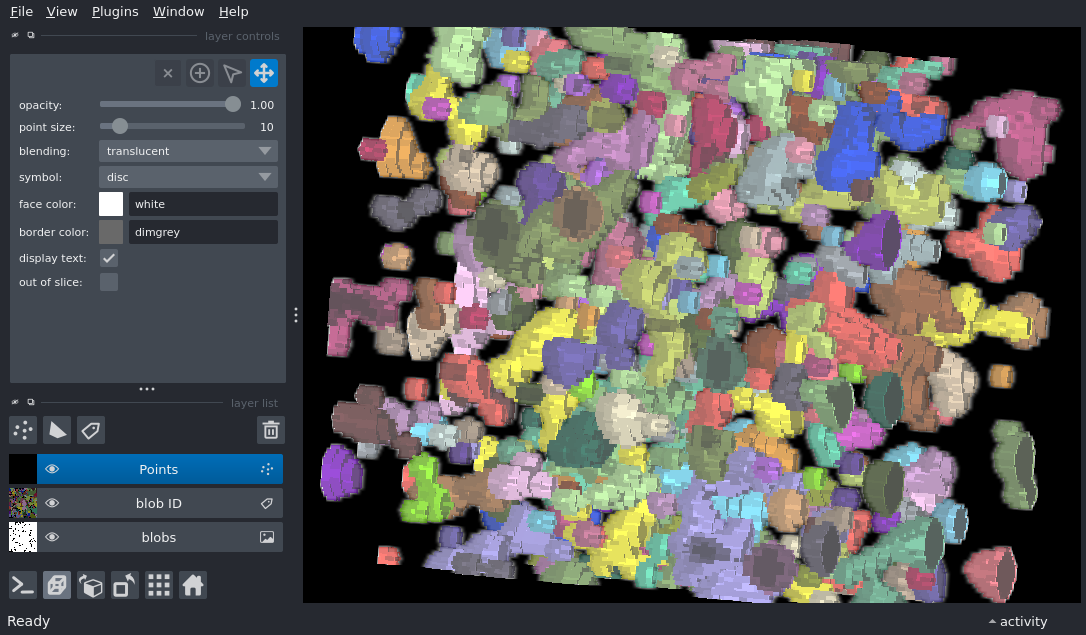 File View Plugins Window Help
layer controls
opacity: 1.00
point size: 10
blending: translucent
symbol: disc
face color: white
border color: dimgrey
display text:
out of slice:
layer list
Points
blob ID
blobs
Ready
activity